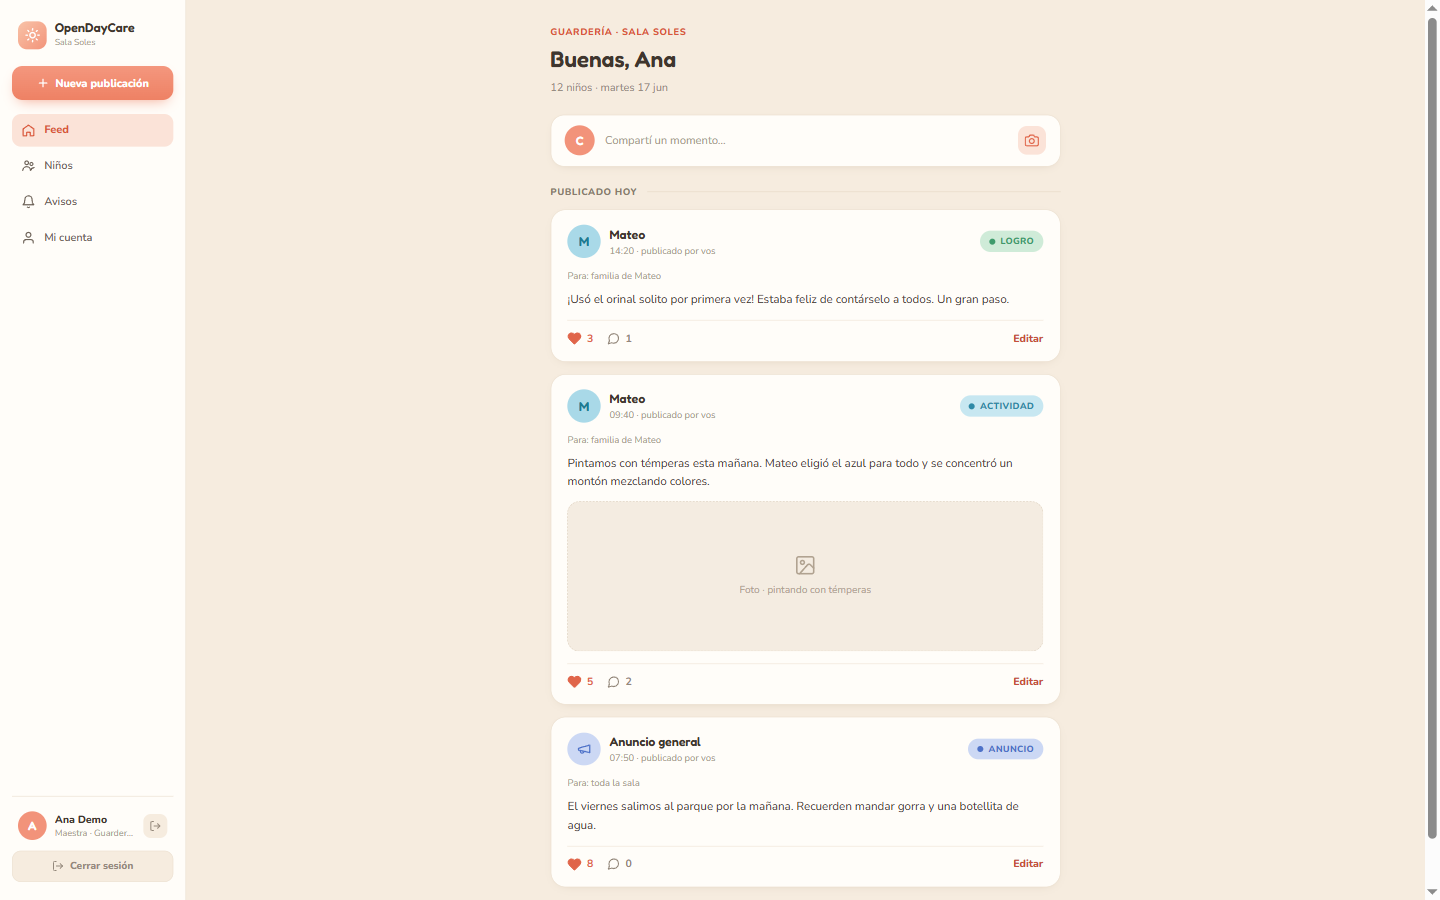 OpenDayCare
Sala Soles
Nueva publicación
Feed
Niños
Avisos
Mi cuenta
Ana Demo
A
Maestra · Guarder...
Cerrar sesión
GUARDERÍA · SALA SOLES
Buenas, Ana
12 niños · martes 17 jun
C
Compartí un momento...
PUBLICADO HOY
M
Mateo
14:20 · publicado por vos
LOGRO
Para: familia de Mateo
¡Usó el orinal solito por primera vez! Estaba feliz de contárselo a todos. Un gran paso.
3
1
Editar
M
Mateo
09:40 · publicado por vos
ACTIVIDAD
Para: familia de Mateo
Pintamos con témperas esta mañana. Mateo eligió el azul para todo y se concentró un
montón mezclando colores.
Foto · pintando con témperas
5
2
Editar
Anuncio general
07:50 · publicado por vos
ANUNCIO
Para: toda la sala
El viernes salimos al parque por la mañana. Recuerden mandar gorra y una botellita de
agua.
8
0
Editar